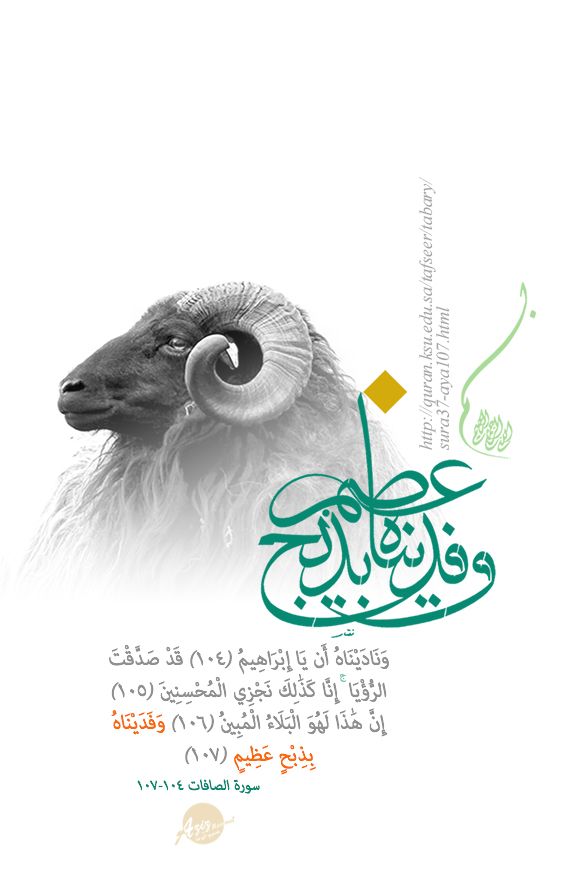 http://quran.ksu.edu.sa/tafseer/tabary/
sura37-aya107.html
وفديناه بذبح عظيم
وَنَادَيْنَاهُ أَن يَا إِبْرَاهِيمُ (١٠٤) قَدْ صَدَّقْتَ
الرُّؤْيَا ۚ إِنَّا كَذَٰلِكَ نَجْزِي الْمُحْسِنِينَ (١٠٥)
إِنَّ هَٰذَا لَهُوَ الْبَلَاءُ الْمُبِينُ (١٠٦) وَفَدَيْنَاهُ
بِذِبْحٍ عَظِيمٍ (١٠٧)
سورة الصافات ١٠٤-١٠٧